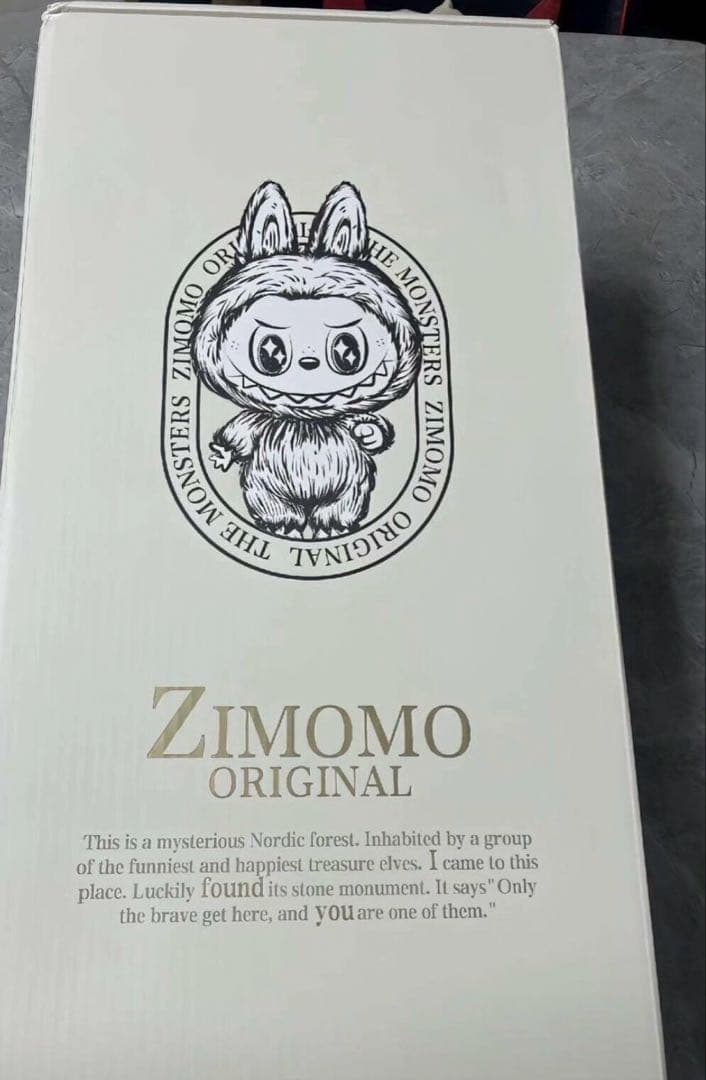 ZIMOMO ORI
HE MONSTERS ZIMOMO ORIGINAL THE MONSTERS
ZIMOMO
ORIGINAL
This is a mysterious Nordic forest. Inhabited by a group
of the funniest and happiest treasure elves. I came to this
place. Luckily found its stone monument. It says"Only
the brave get here, and you are one of them."